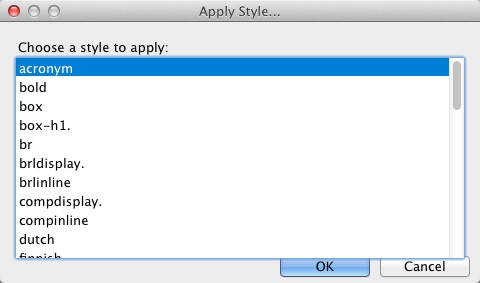 Apply Style...
Choose a style to apply:
acronym
bold
box
box-h1.
br
brldisplay.
brlinline
compdisplay.
compinline
dutch
finnish
OK
Cancel